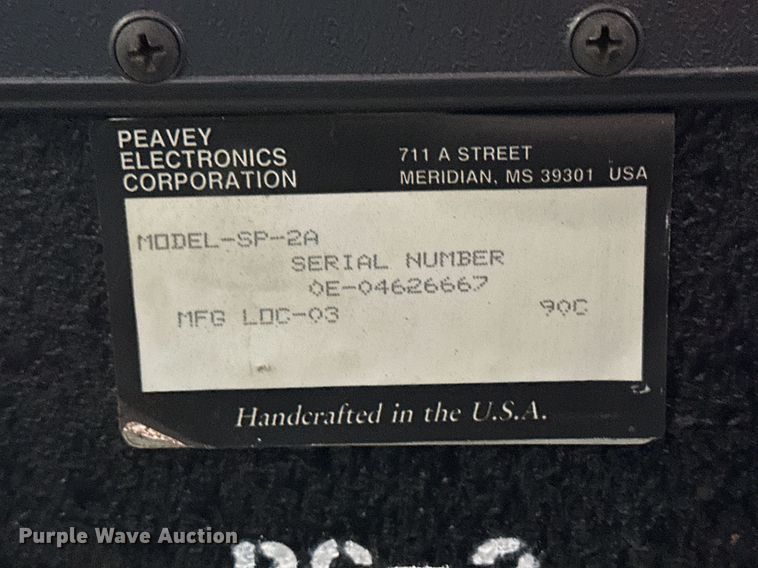 PEAVEY
ELECTRONICS
CORPORATION
711 A STREET
MERIDIAN, MS 39301 USA
MODEL-SP-2A
SERIAL NUMBER
0E-04626667
MFG LOC-03 90C
Handcrafted in the U.S.A.
Purple Wave Auction